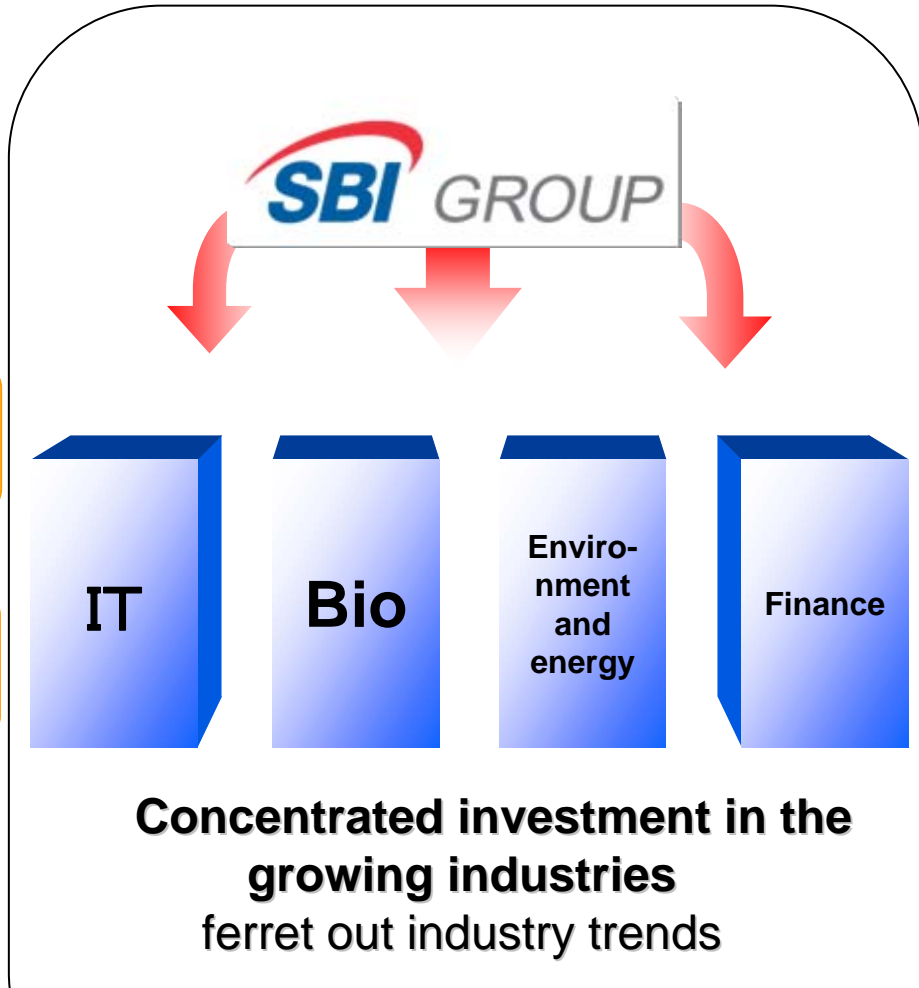 SBI GROUP
IT
Bio
Enviro-
nment
and
energy
Finance
Concentrated investment in the
growing industries
ferret out industry trends